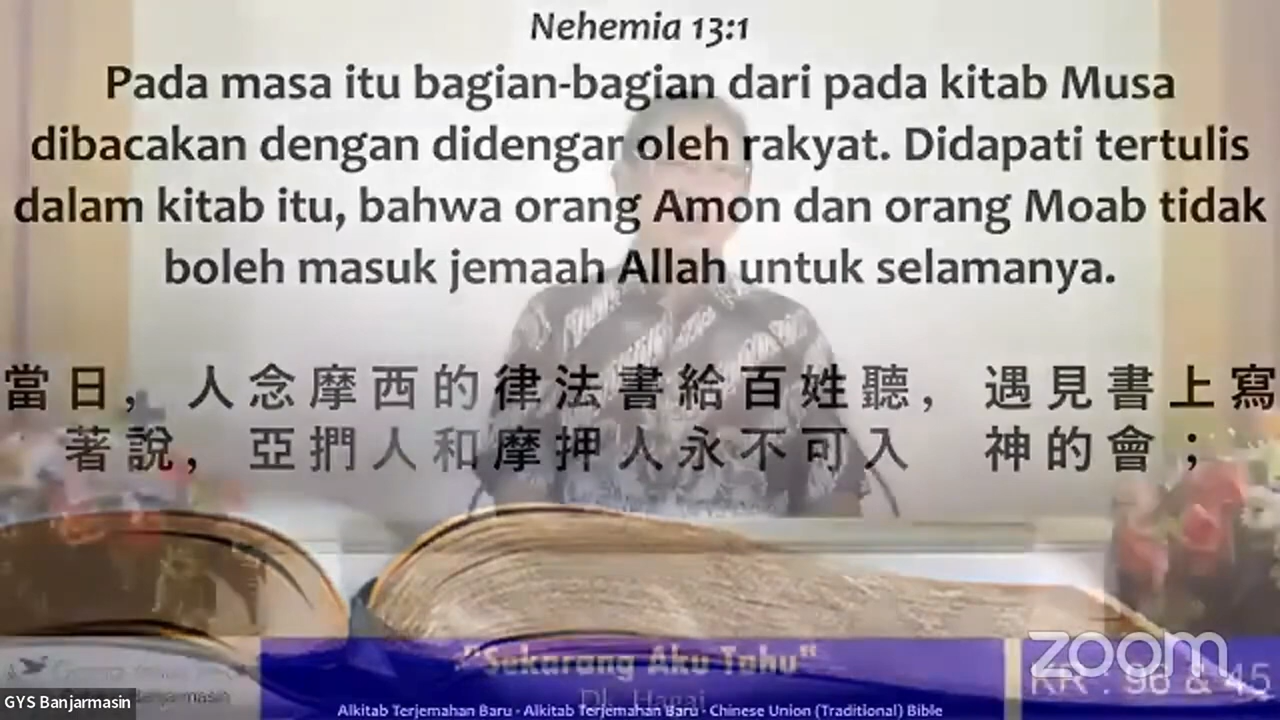 Nehemia 13:1
Pada masa itu bagian-bagian dari pada kitab Musa
dibacakan dengan didengar oleh rakyat. Didapati tertulis
dalam kitab itu, bahwa orang Amon dan orang Moab tidak
boleh masuk jemaah Allah untuk selamanya.
當日，人念摩西的律法書給百姓聽，遇見書上寫
著說，亞捫人和摩押人永不可入 神的會；
"Sekarang Aku Tahu"
Dk. Hagai
zoom
KR : 96 & 45
GYS Banjarmasin
Alkitab Terjemahan Baru - Alkitab Terjemahan Baru - Chinese Union (Traditional) Bible